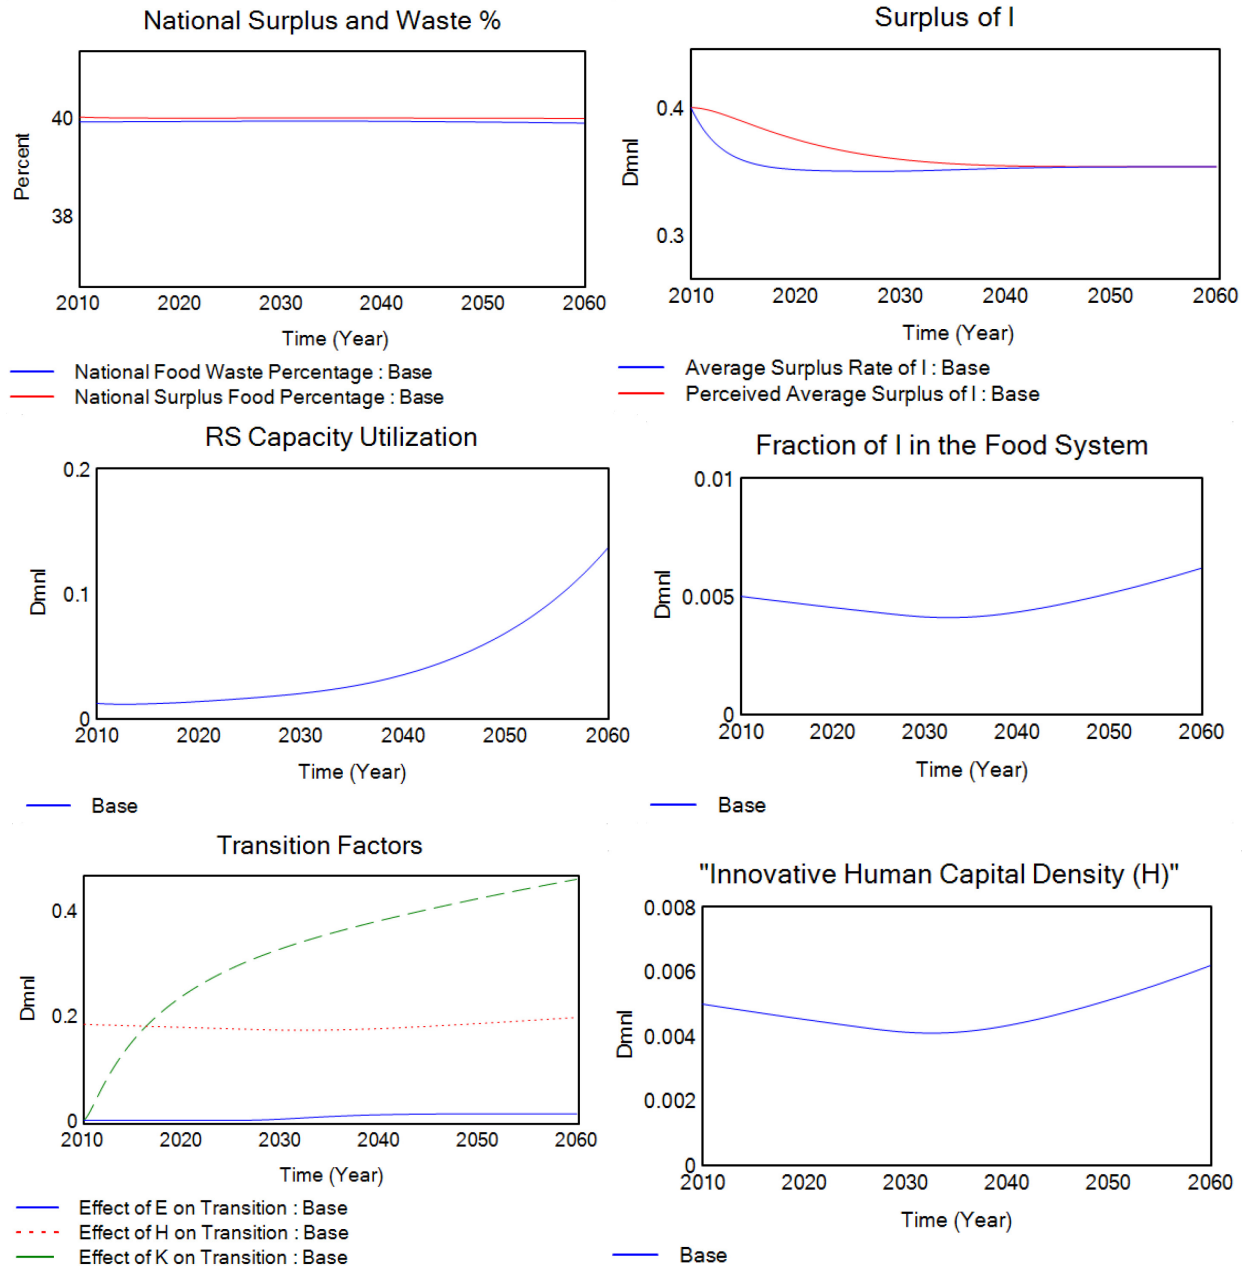 National Surplus and Waste %
Percent
40
38
2010 2020 2030 2040 2050 2060
Time (Year)
National Food Waste Percentage : Base
National Surplus Food Percentage : Base
Surplus of I
Dmnl
0.4
0.3
2010 2020 2030 2040 2050 2060
Time (Year)
Average Surplus Rate of I : Base
Perceived Average Surplus of I : Base
RS Capacity Utilization
Dmnl
0.2
0.1
0
2010 2020 2030 2040 2050 2060
Time (Year)
Base
Fraction of I in the Food System
Dmnl
0.01
0.005
0
2010 2020 2030 2040 2050 2060
Time (Year)
Base
Transition Factors
Dmnl
0.4
0.2
0
2010 2020 2030 2040 2050 2060
Time (Year)
Effect of E on Transition : Base
Effect of H on Transition : Base
Effect of K on Transition : Base
"Innovative Human Capital Density (H)"
Dmnl
0.008
0.006
0.004
0.002
0
2010 2020 2030 2040 2050 2060
Time (Year)
Base